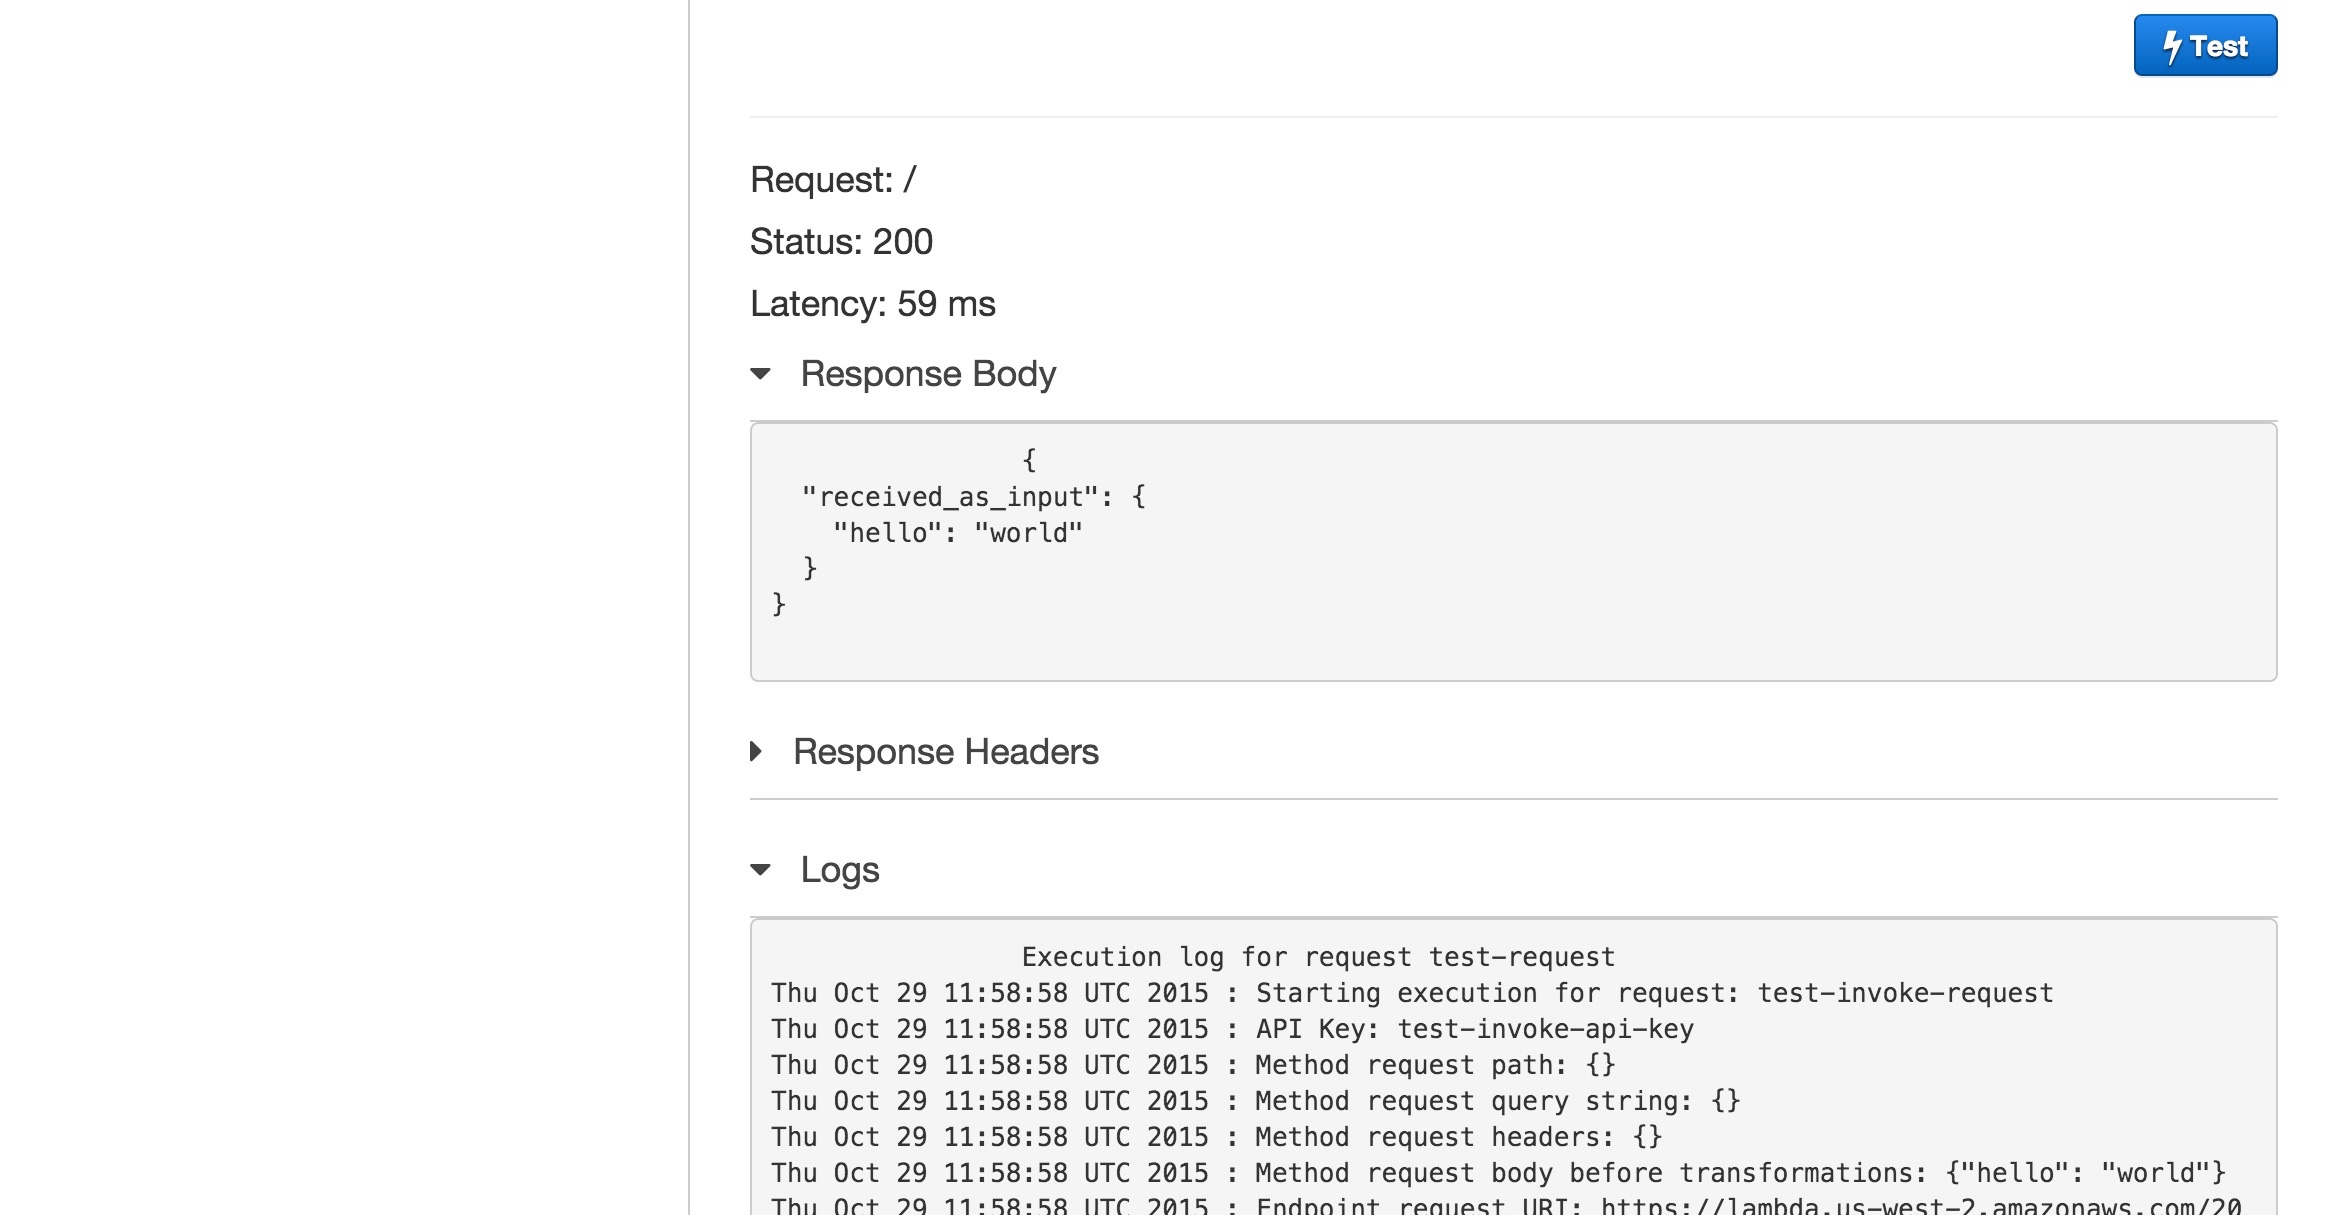 Test
Request: /
Status: 200
Latency: 59 ms
Response Body
{
"received_as_input": {
"hello": "world"
}
}
Response Headers
Logs
Execution log for request test-request
Thu Oct 29 11:58:58 UTC 2015 : Starting execution for request: test-invoke-request
Thu Oct 29 11:58:58 UTC 2015 : API Key: test-invoke-api-key
Thu Oct 29 11:58:58 UTC 2015 : Method request path: {}
Thu Oct 29 11:58:58 UTC 2015 : Method request query string: {}
Thu Oct 29 11:58:58 UTC 2015 : Method request headers: {}
Thu Oct 29 11:58:58 UTC 2015 : Method request body before transformations: {"hello": "world"}
Thu Oct 29 11:58:58 UTC 2015 : Endpoint request URI: https://lambda.us-west-2.amazonaws.com/20